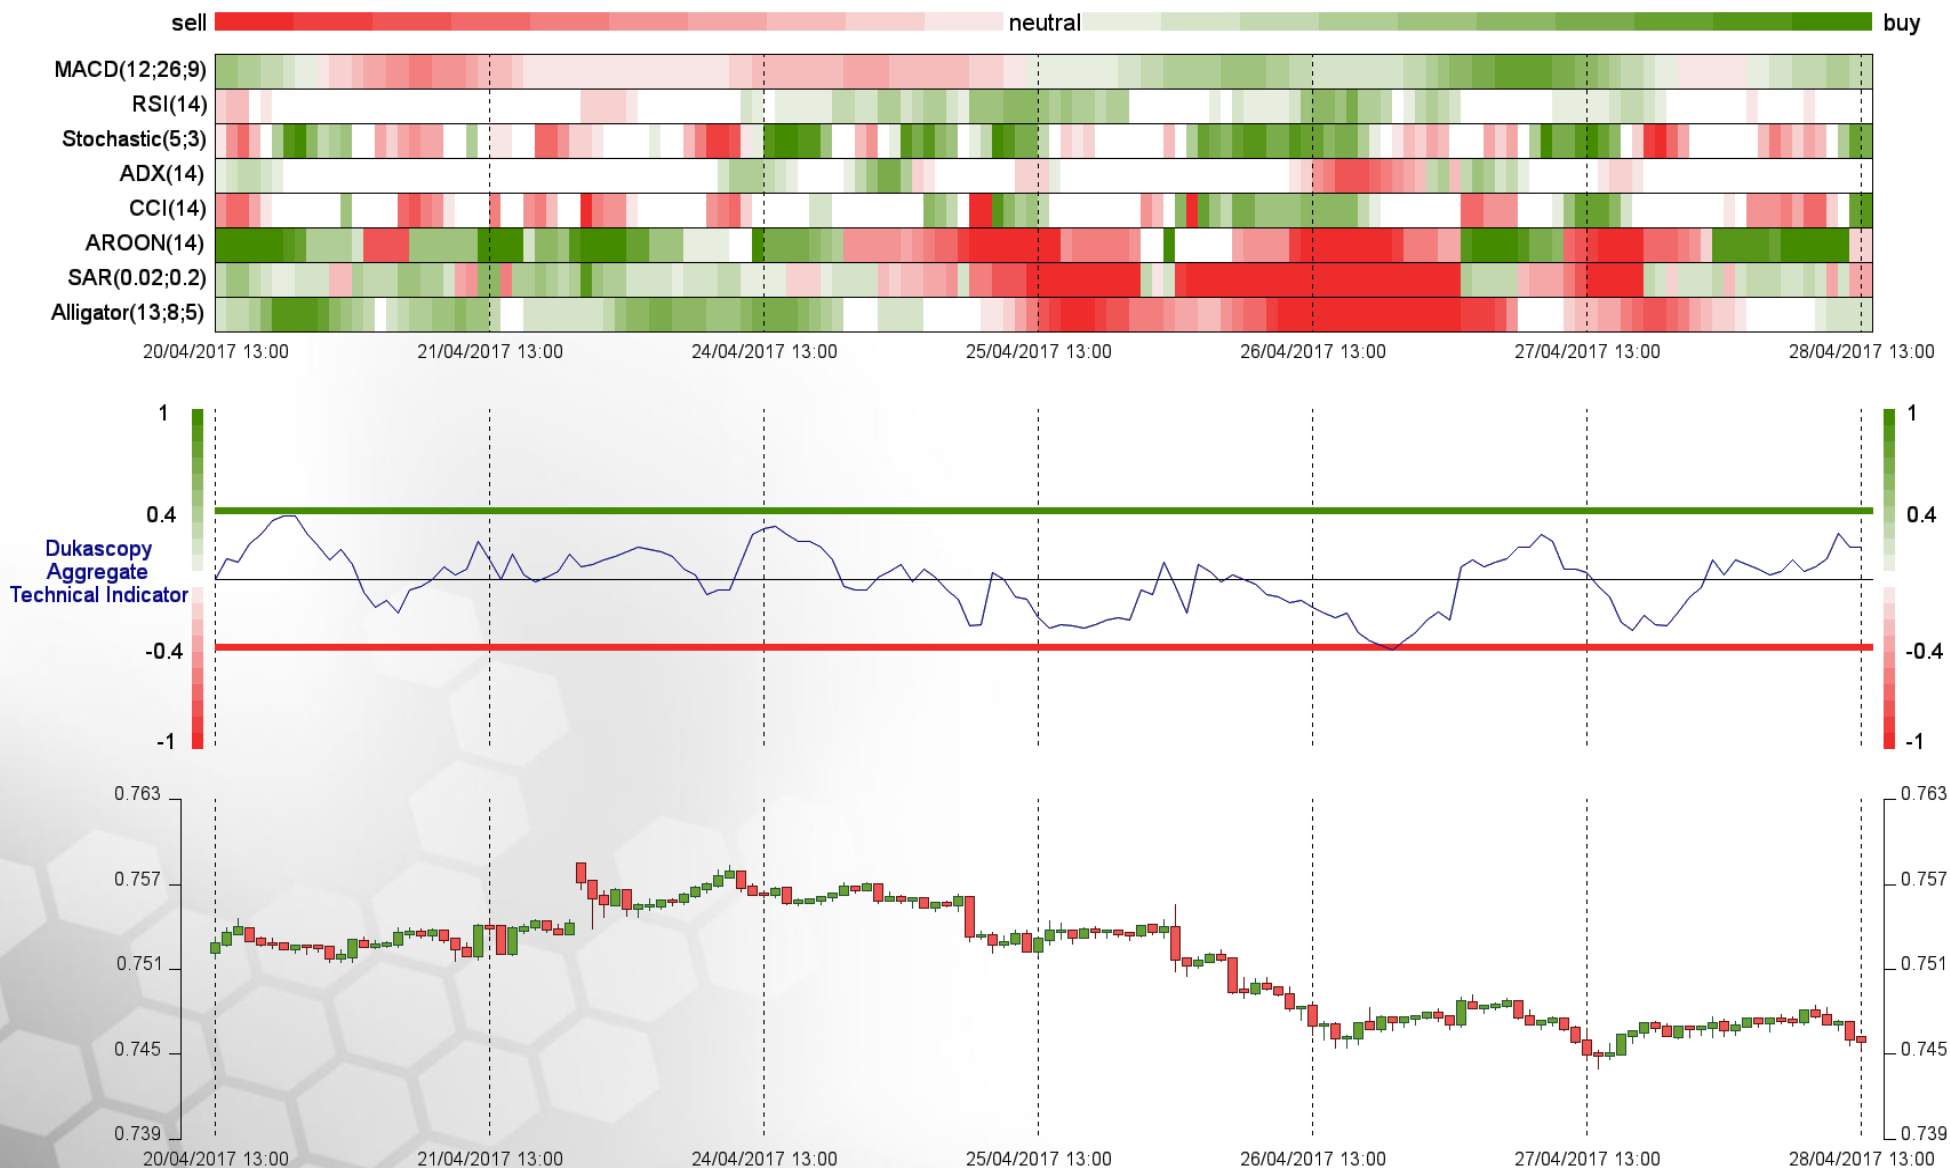 sell neutral buy
MACD(12;26;9)
RSI(14)
Stochastic(5;3)
ADX(14)
CCI(14)
AROON(14)
SAR(0.02;0.2)
Alligator(13;8;5)
20/04/2017 13:00 21/04/2017 13:00 24/04/2017 13:00 25/04/2017 13:00 26/04/2017 13:00 27/04/2017 13:00 28/04/2017 13:00
1 1
0.4 0.4
Dukascopy
Aggregate
Technical Indicator
-0.4 -0.4
-1 -1
0.763 0.763
0.757 0.757
0.751 0.751
0.745 0.745
0.739 0.739
20/04/2017 13:00 21/04/2017 13:00 24/04/2017 13:00 25/04/2017 13:00 26/04/2017 13:00 27/04/2017 13:00 28/04/2017 13:00